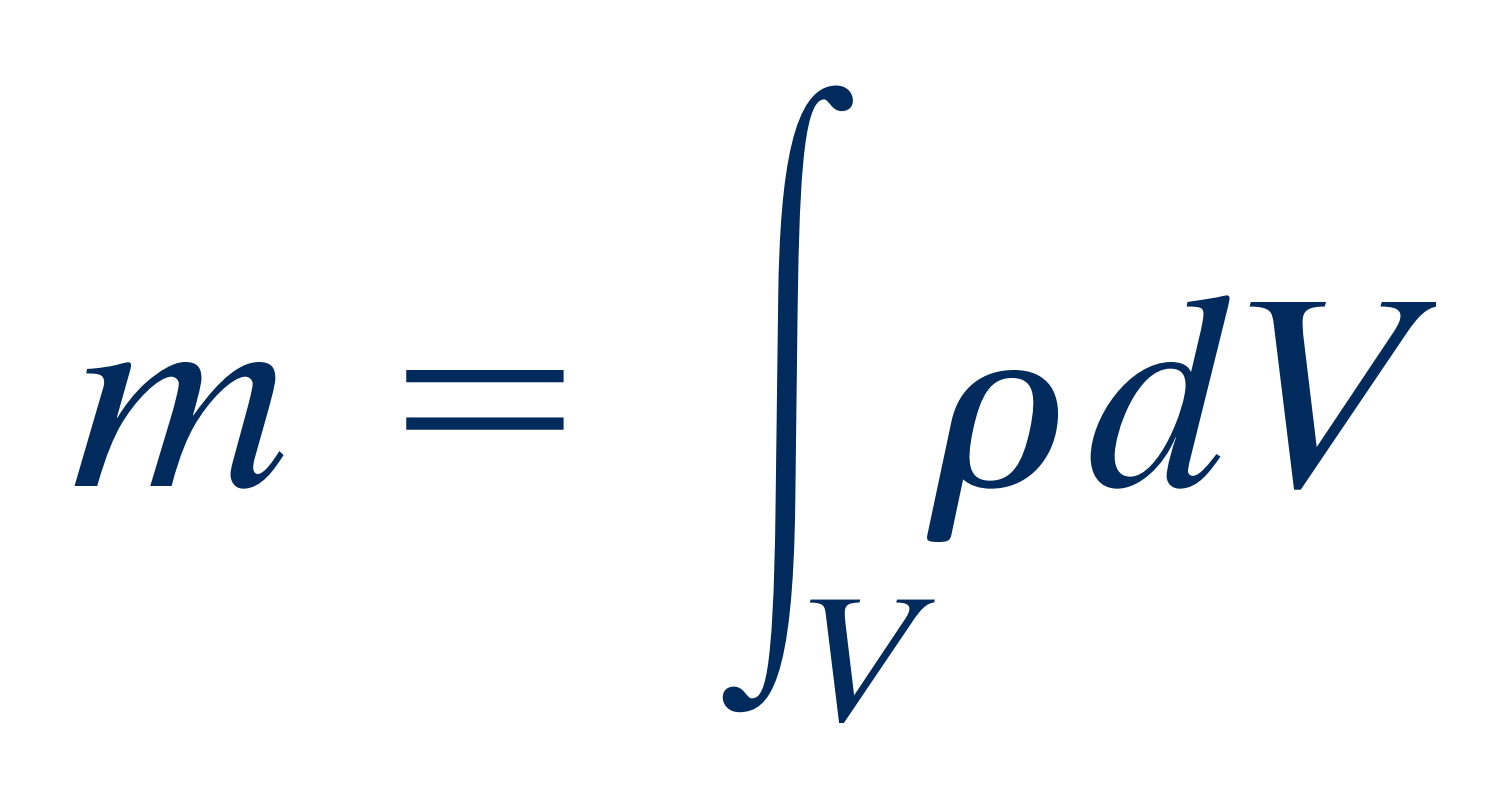 m = ∫_V ρ dV